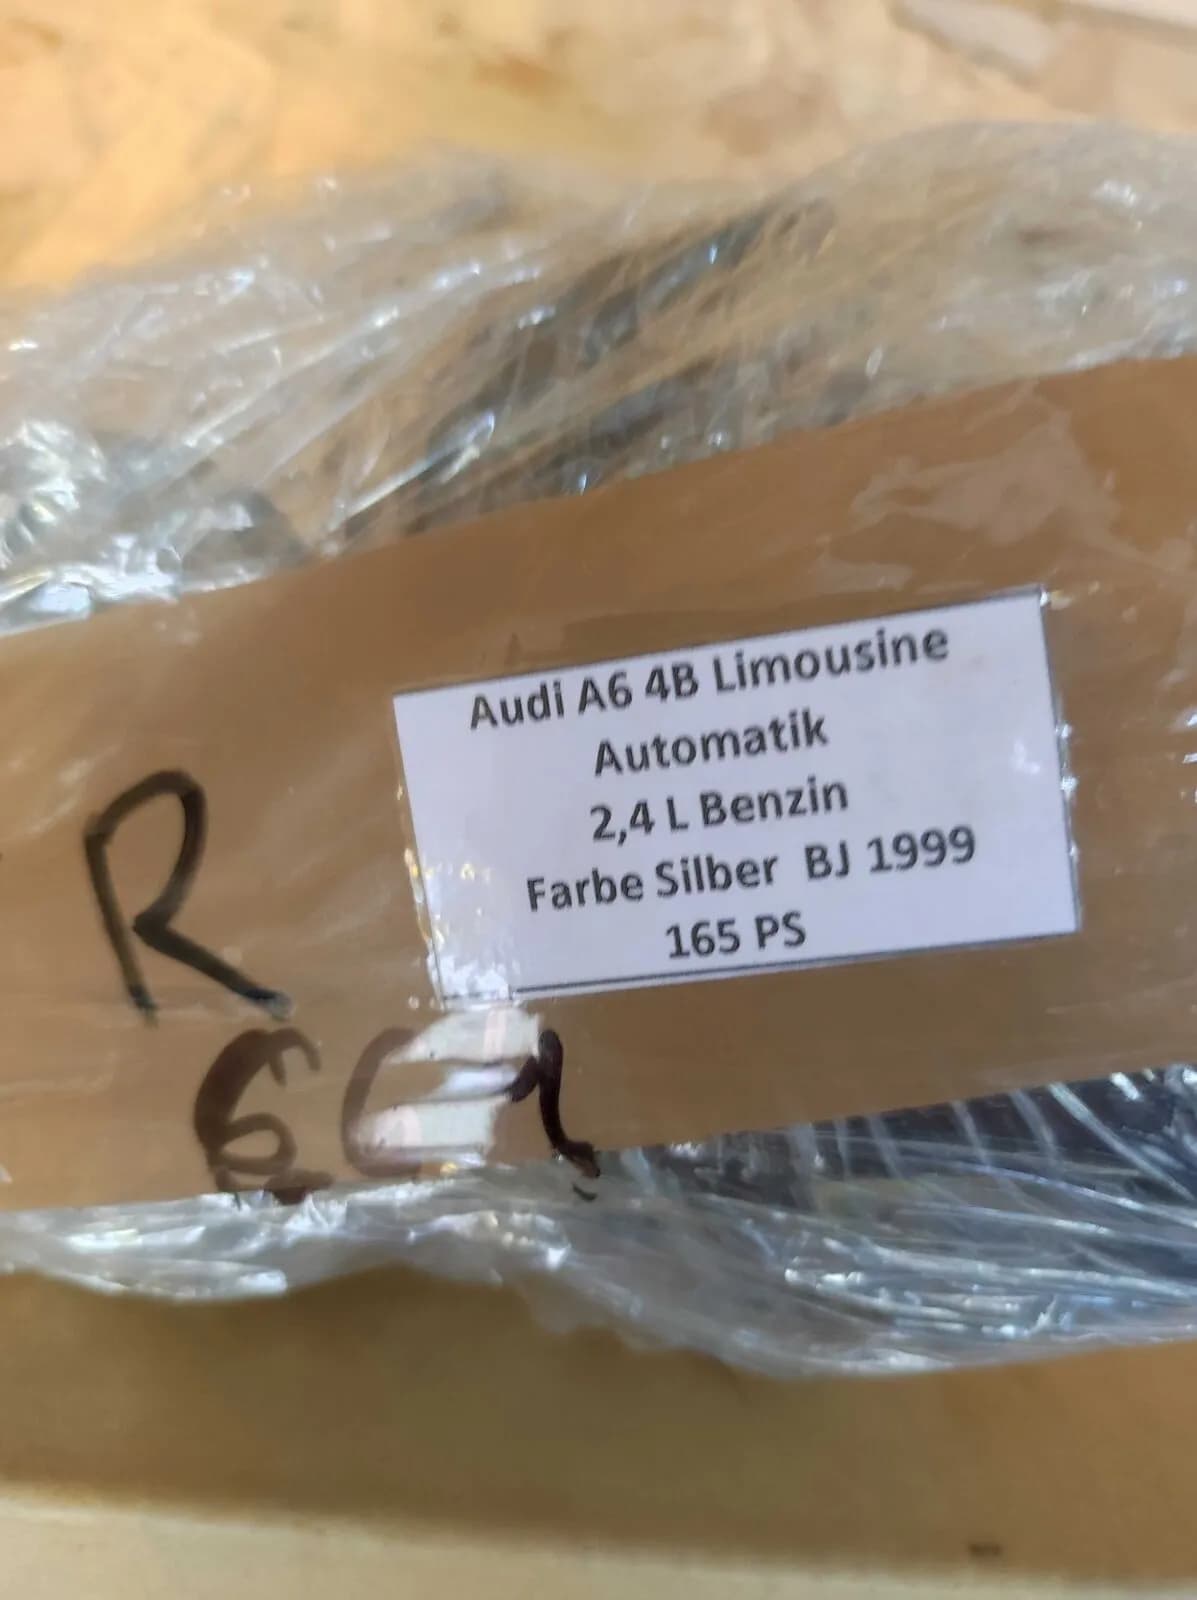 Audi A6 4B Limousine
Automatik
2,4 L Benzin
Farbe Silber BJ 1999
165 PS
R